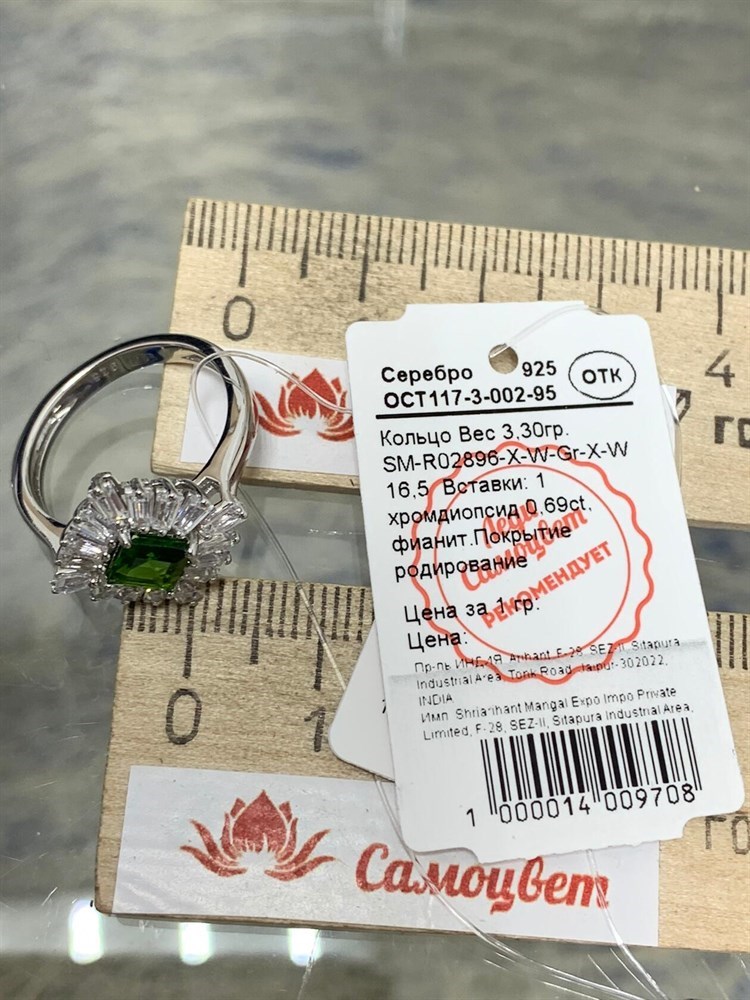 0
4
го
Серебро 925 ОТК
ОСТ117-3-002-95
Кольцо Вес 3,30гр.
SM-R02896-X-W-Gr-X-W
16,5 Вставки: 1
хромдиопсид 0,69ct,
фианит.Покрытие
родирование
Леди
Самоцвет
РЕКОМЕНДУЕТ
Цена за 1 гр.
Цена:
Пр-ль ИНДИЯ Arihant F-28 SEZ-II, Sitapura
Industrial Area, Tonk Road, Jaipur-302022,
INDIA
Имп. Shriarihant Mangal Expo Impo Private
Limited, F-28, SEZ-II, Sitapura Industrial Area,
1 000014 009708
0
1
го
Самоцвет